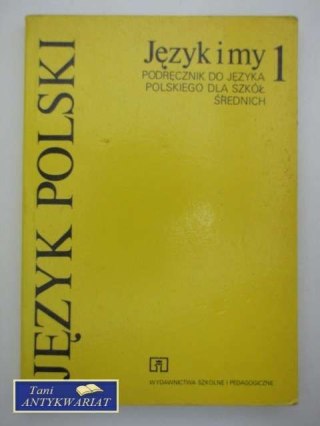 JĘZYK POLSKI
Język i my 1
PODRĘCZNIK DO JĘZYKA
POLSKIEGO DLA SZKÓŁ
ŚREDNICH
WYDAWNICTWA SZKOLNE I PEDAGOGICZNE
Tani
ANTYKWARIAT